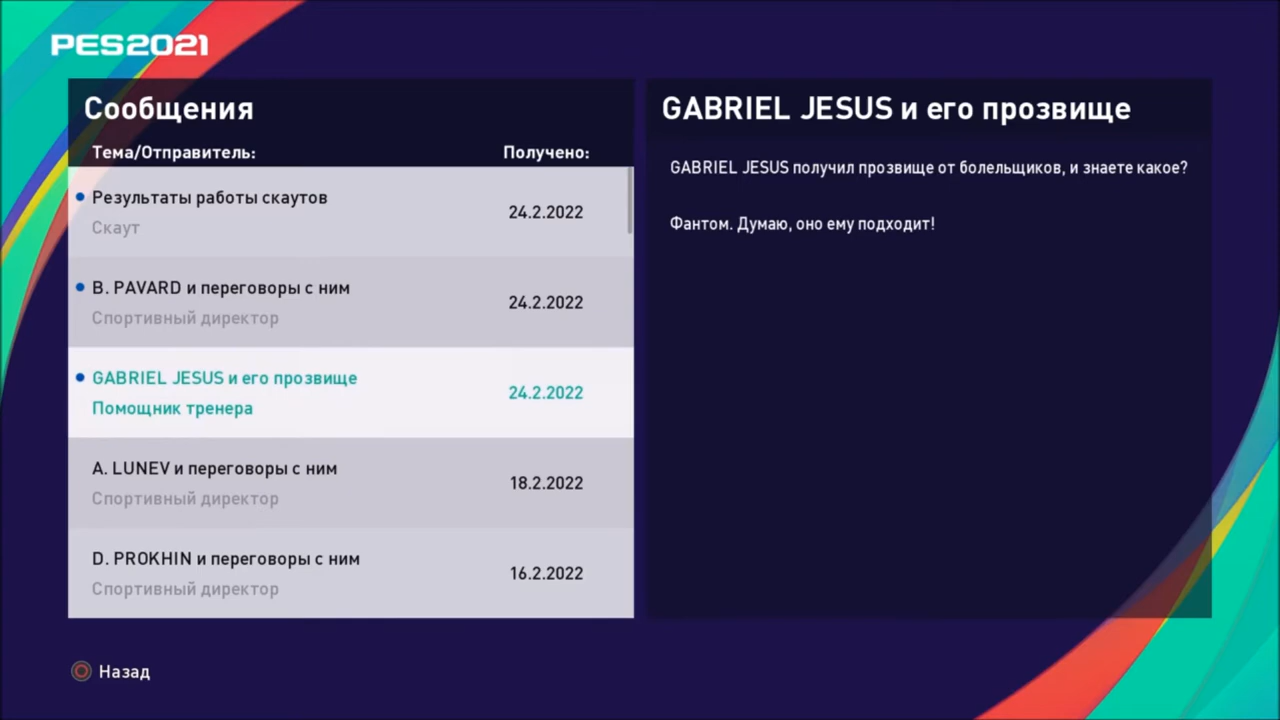 PES2021
Сообщения
Тема/Отправитель: Получено:
Результаты работы скаутов
Скаут
24.2.2022
B. PAVARD и переговоры с ним
Спортивный директор
24.2.2022
GABRIEL JESUS и его прозвище
Помощник тренера
24.2.2022
A. LUNEV и переговоры с ним
Спортивный директор
18.2.2022
D. PROKHIN и переговоры с ним
Спортивный директор
16.2.2022
GABRIEL JESUS и его прозвище
GABRIEL JESUS получил прозвище от болельщиков, и знаете какое?
Фантом. Думаю, оно ему подходит!
Назад